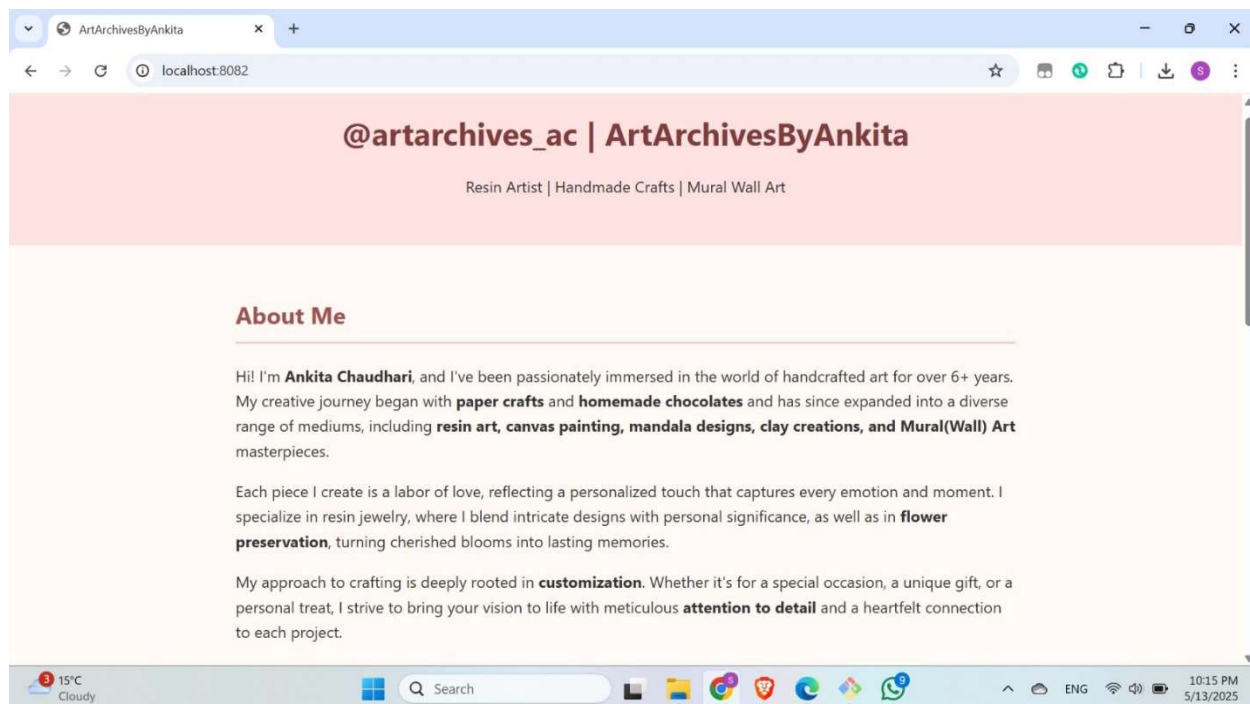 ArtArchivesByAnkita
localhost:8082
S
@artarchives_ac | ArtArchivesByAnkita
Resin Artist | Handmade Crafts | Mural Wall Art
About Me
Hi! I'm Ankita Chaudhari, and I've been passionately immersed in the world of handcrafted art for over 6+ years.
My creative journey began with paper crafts and homemade chocolates and has since expanded into a diverse
range of mediums, including resin art, canvas painting, mandala designs, clay creations, and Mural(Wall) Art
masterpieces.
Each piece I create is a labor of love, reflecting a personalized touch that captures every emotion and moment. I
specialize in resin jewelry, where I blend intricate designs with personal significance, as well as in flower
preservation, turning cherished blooms into lasting memories.
My approach to crafting is deeply rooted in customization. Whether it's for a special occasion, a unique gift, or a
personal treat, I strive to bring your vision to life with meticulous attention to detail and a heartfelt connection
to each project.
3
15°C
Cloudy
Search
S
9
ENG
10:15 PM
5/13/2025